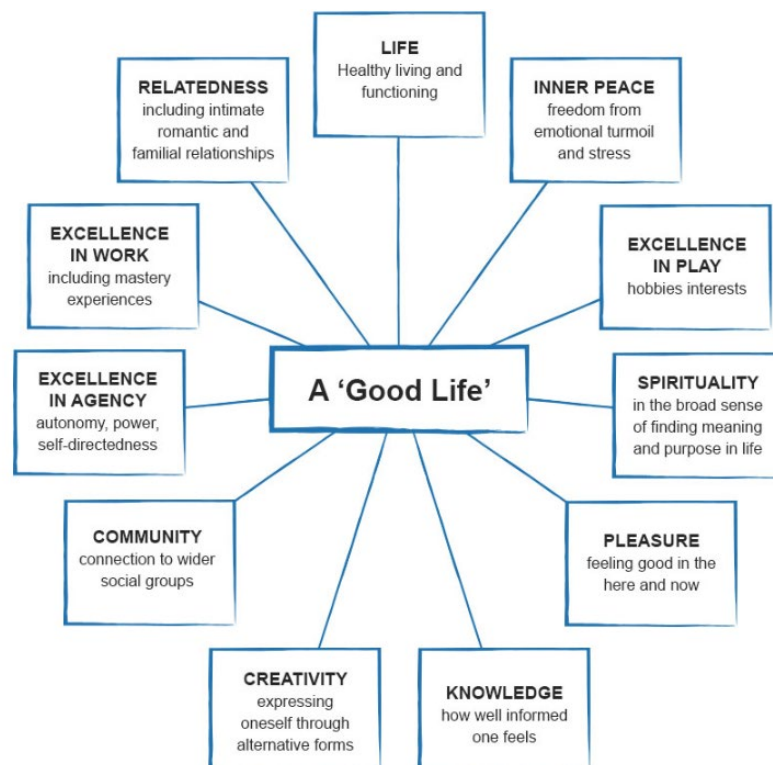 LIFE
Healthy living and
functioning
RELATEDNESS
including intimate
romantic and
familial relationships
INNER PEACE
freedom from
emotional turmoil
and stress
EXCELLENCE
IN WORK
including mastery
experiences
EXCELLENCE
IN PLAY
hobbies interests
A ‘Good Life’
EXCELLENCE
IN AGENCY
autonomy, power,
self-directedness
SPIRITUALITY
in the broad sense
of finding meaning
and purpose in life
COMMUNITY
connection to wider
social groups
PLEASURE
feeling good in the
here and now
CREATIVITY
expressing
oneself through
alternative forms
KNOWLEDGE
how well informed
one feels